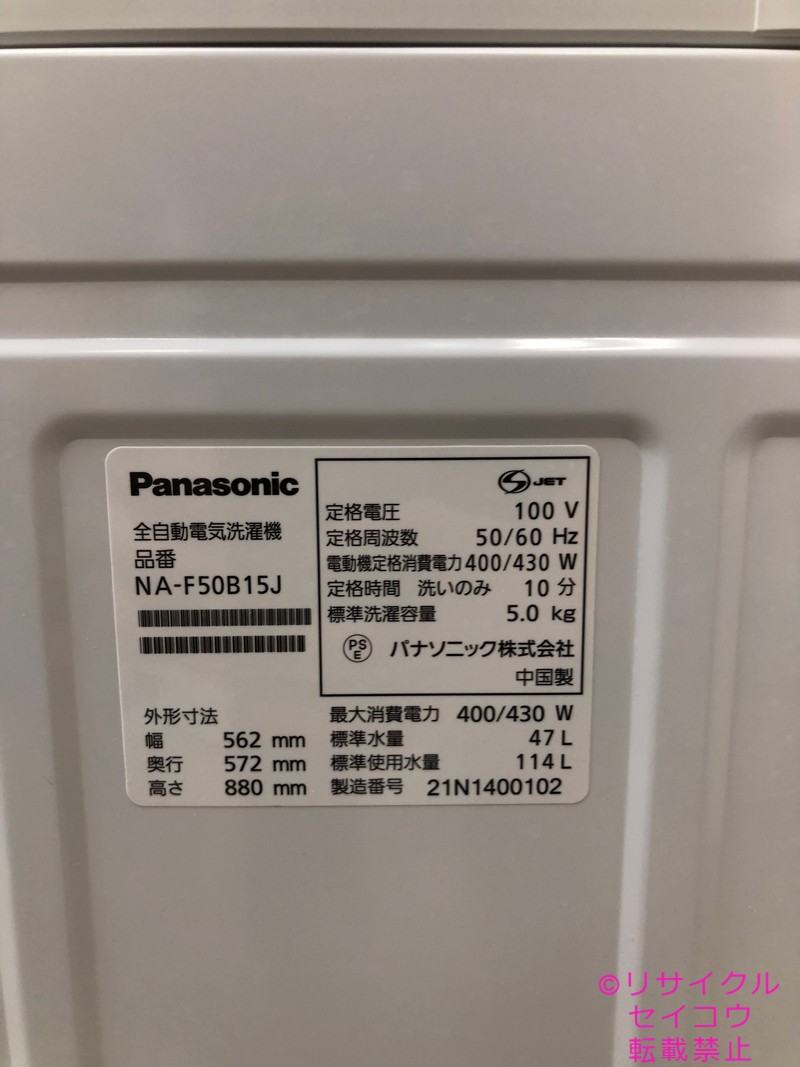 Panasonic
全自動電気洗濯機
品番
NA-F50B15J
JET
定格電圧 100 V
定格周波数 50/60 Hz
電動機定格消費電力 400/430 W
定格時間 洗いのみ 10 分
標準洗濯容量 5.0 kg
PSE パナソニック株式会社
中国製
外形寸法
幅 562 mm
奥行 572 mm
高さ 880 mm
最大消費電力 400/430 W
標準水量 47 L
標準使用水量 114 L
製造番号 21N1400102
©リサイクル
セイコウ
転載禁止